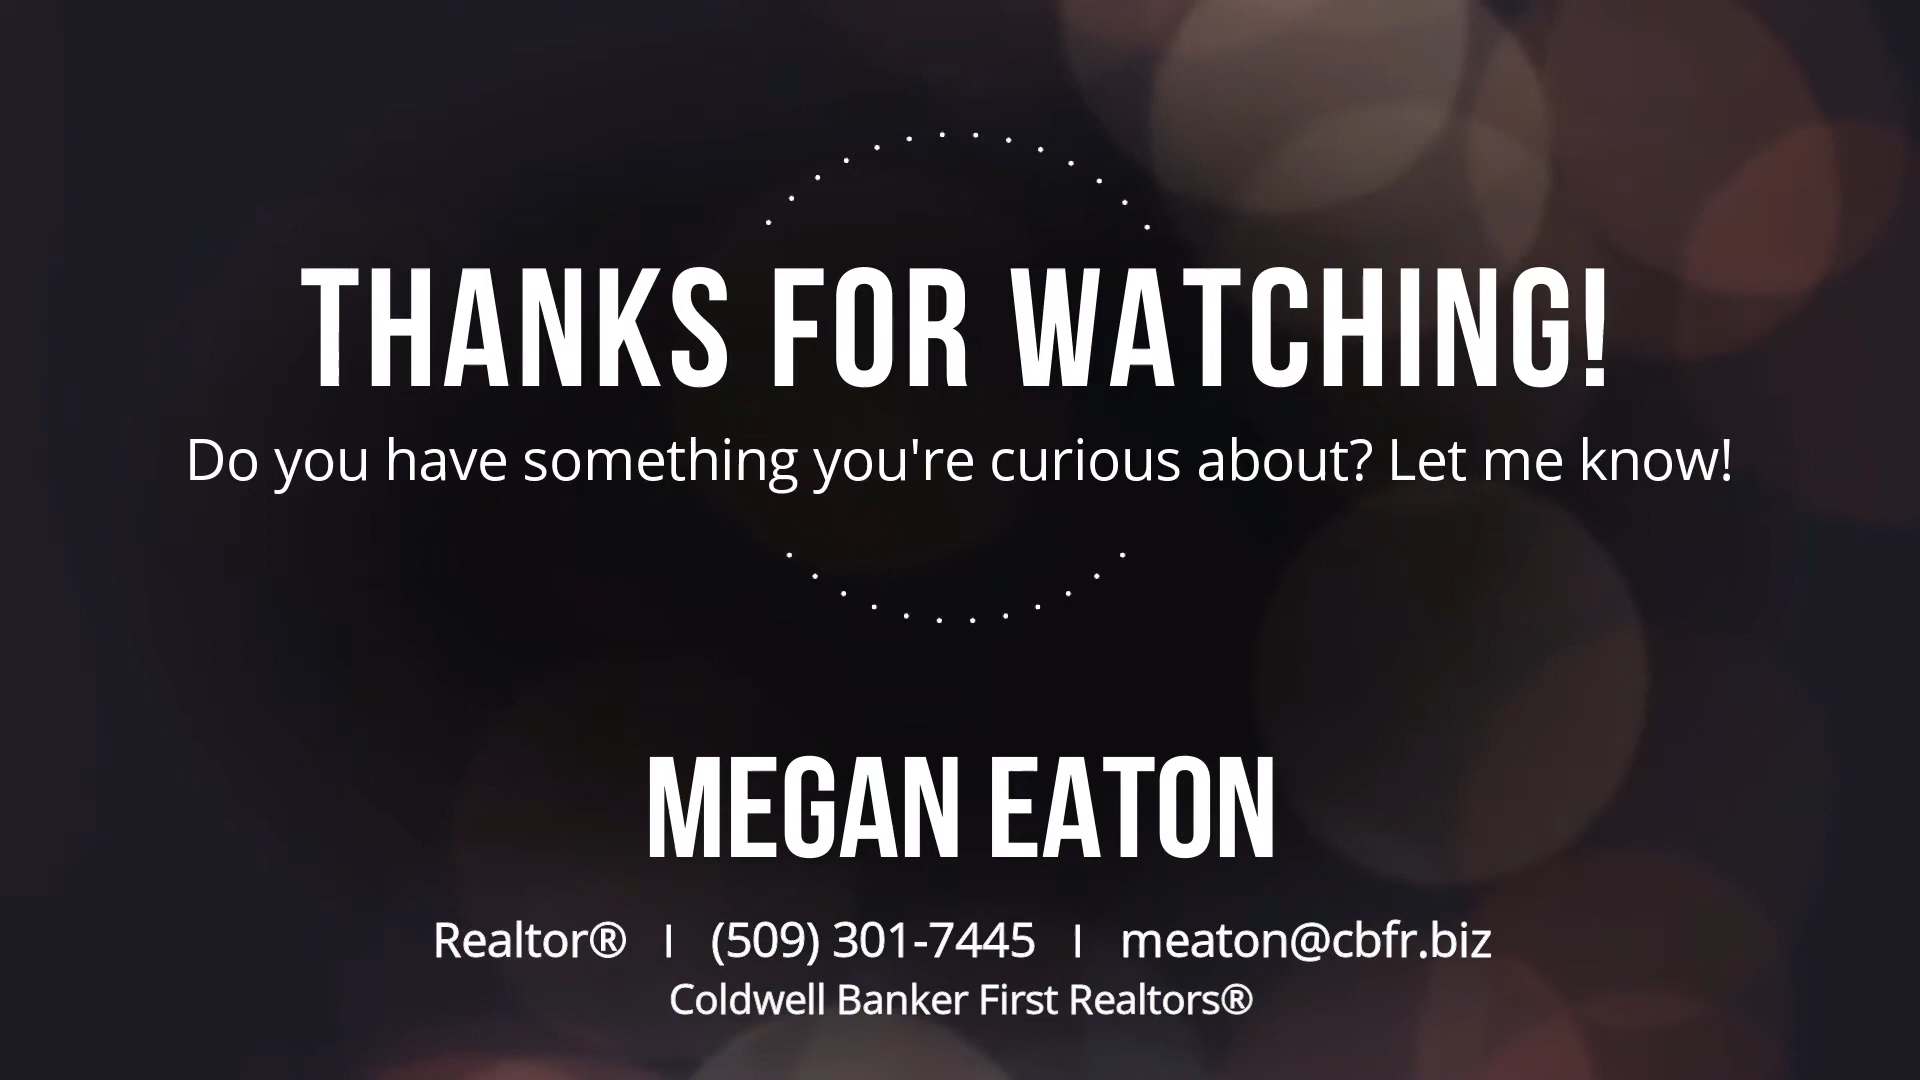 THANKS FOR WATCHING!
Do you have something you're curious about? Let me know!
MEGAN EATON
Realtor® | (509) 301-7445 | meaton@cbfr.biz
Coldwell Banker First Realtors®